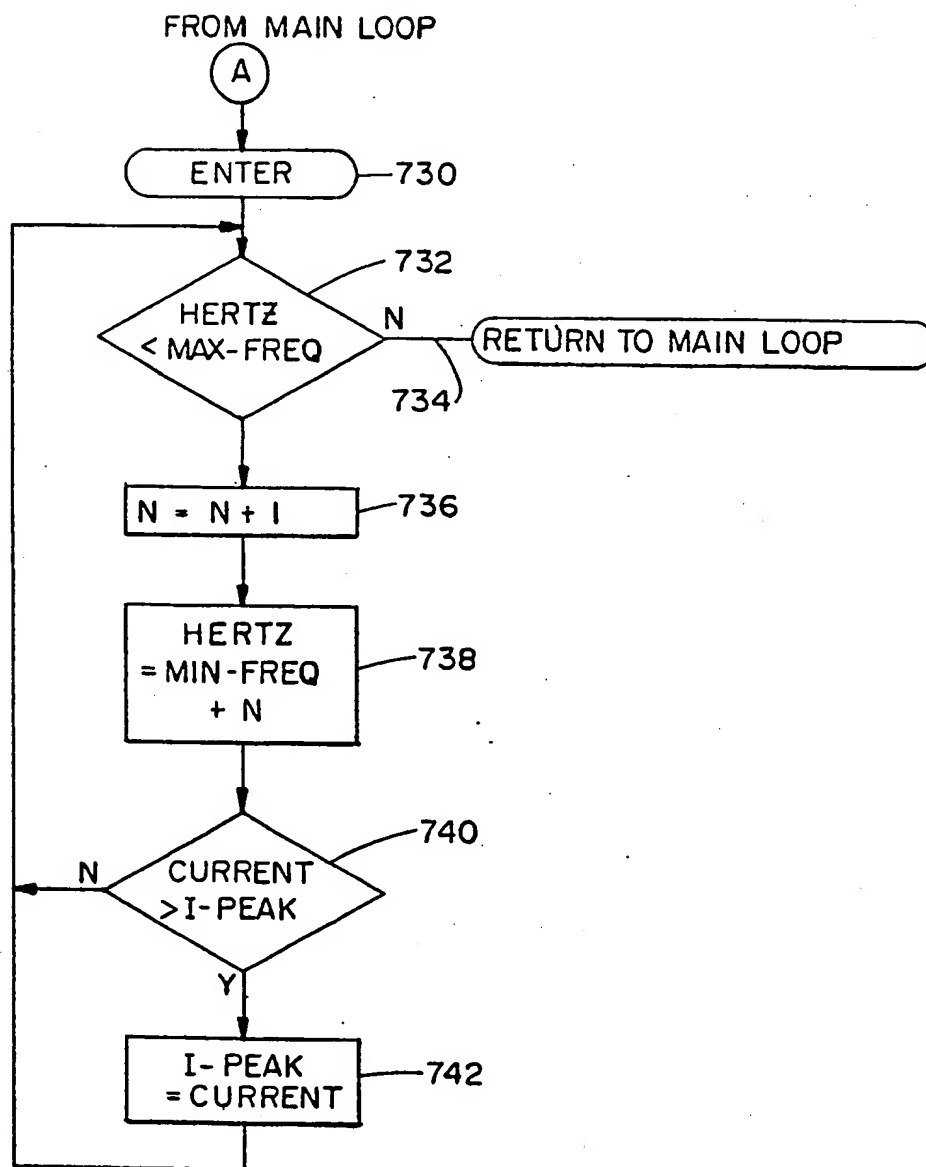 FROM MAIN LOOP
A
ENTER
730
732
HERTZ
< MAX-FREQ
N
RETURN TO MAIN LOOP
734
N = N + 1
736
HERTZ
= MIN-FREQ
+ N
738
740
CURRENT
> I-PEAK
N
Y
I-PEAK
= CURRENT
742